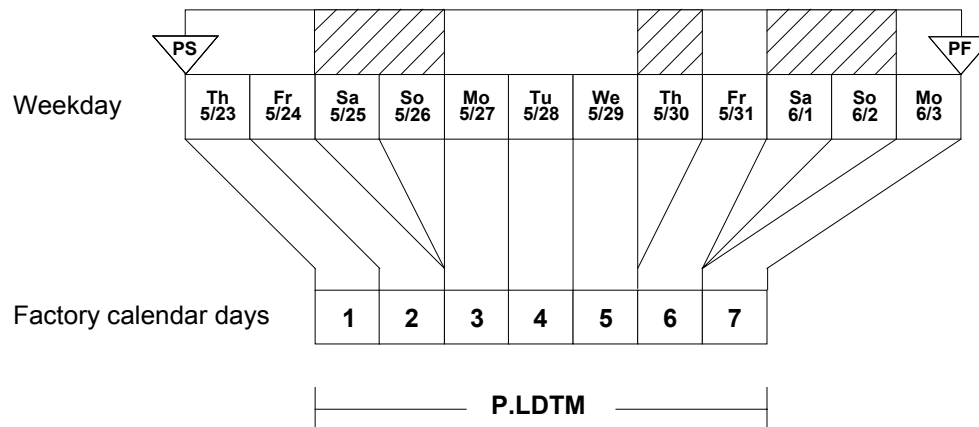 PS PF
Weekday
Th Fr Sa So Mo Tu We Th Fr Sa So Mo
5/23 5/24 5/25 5/26 5/27 5/28 5/29 5/30 5/31 6/1 6/2 6/3
Factory calendar days
1 2 3 4 5 6 7
P.LDTM